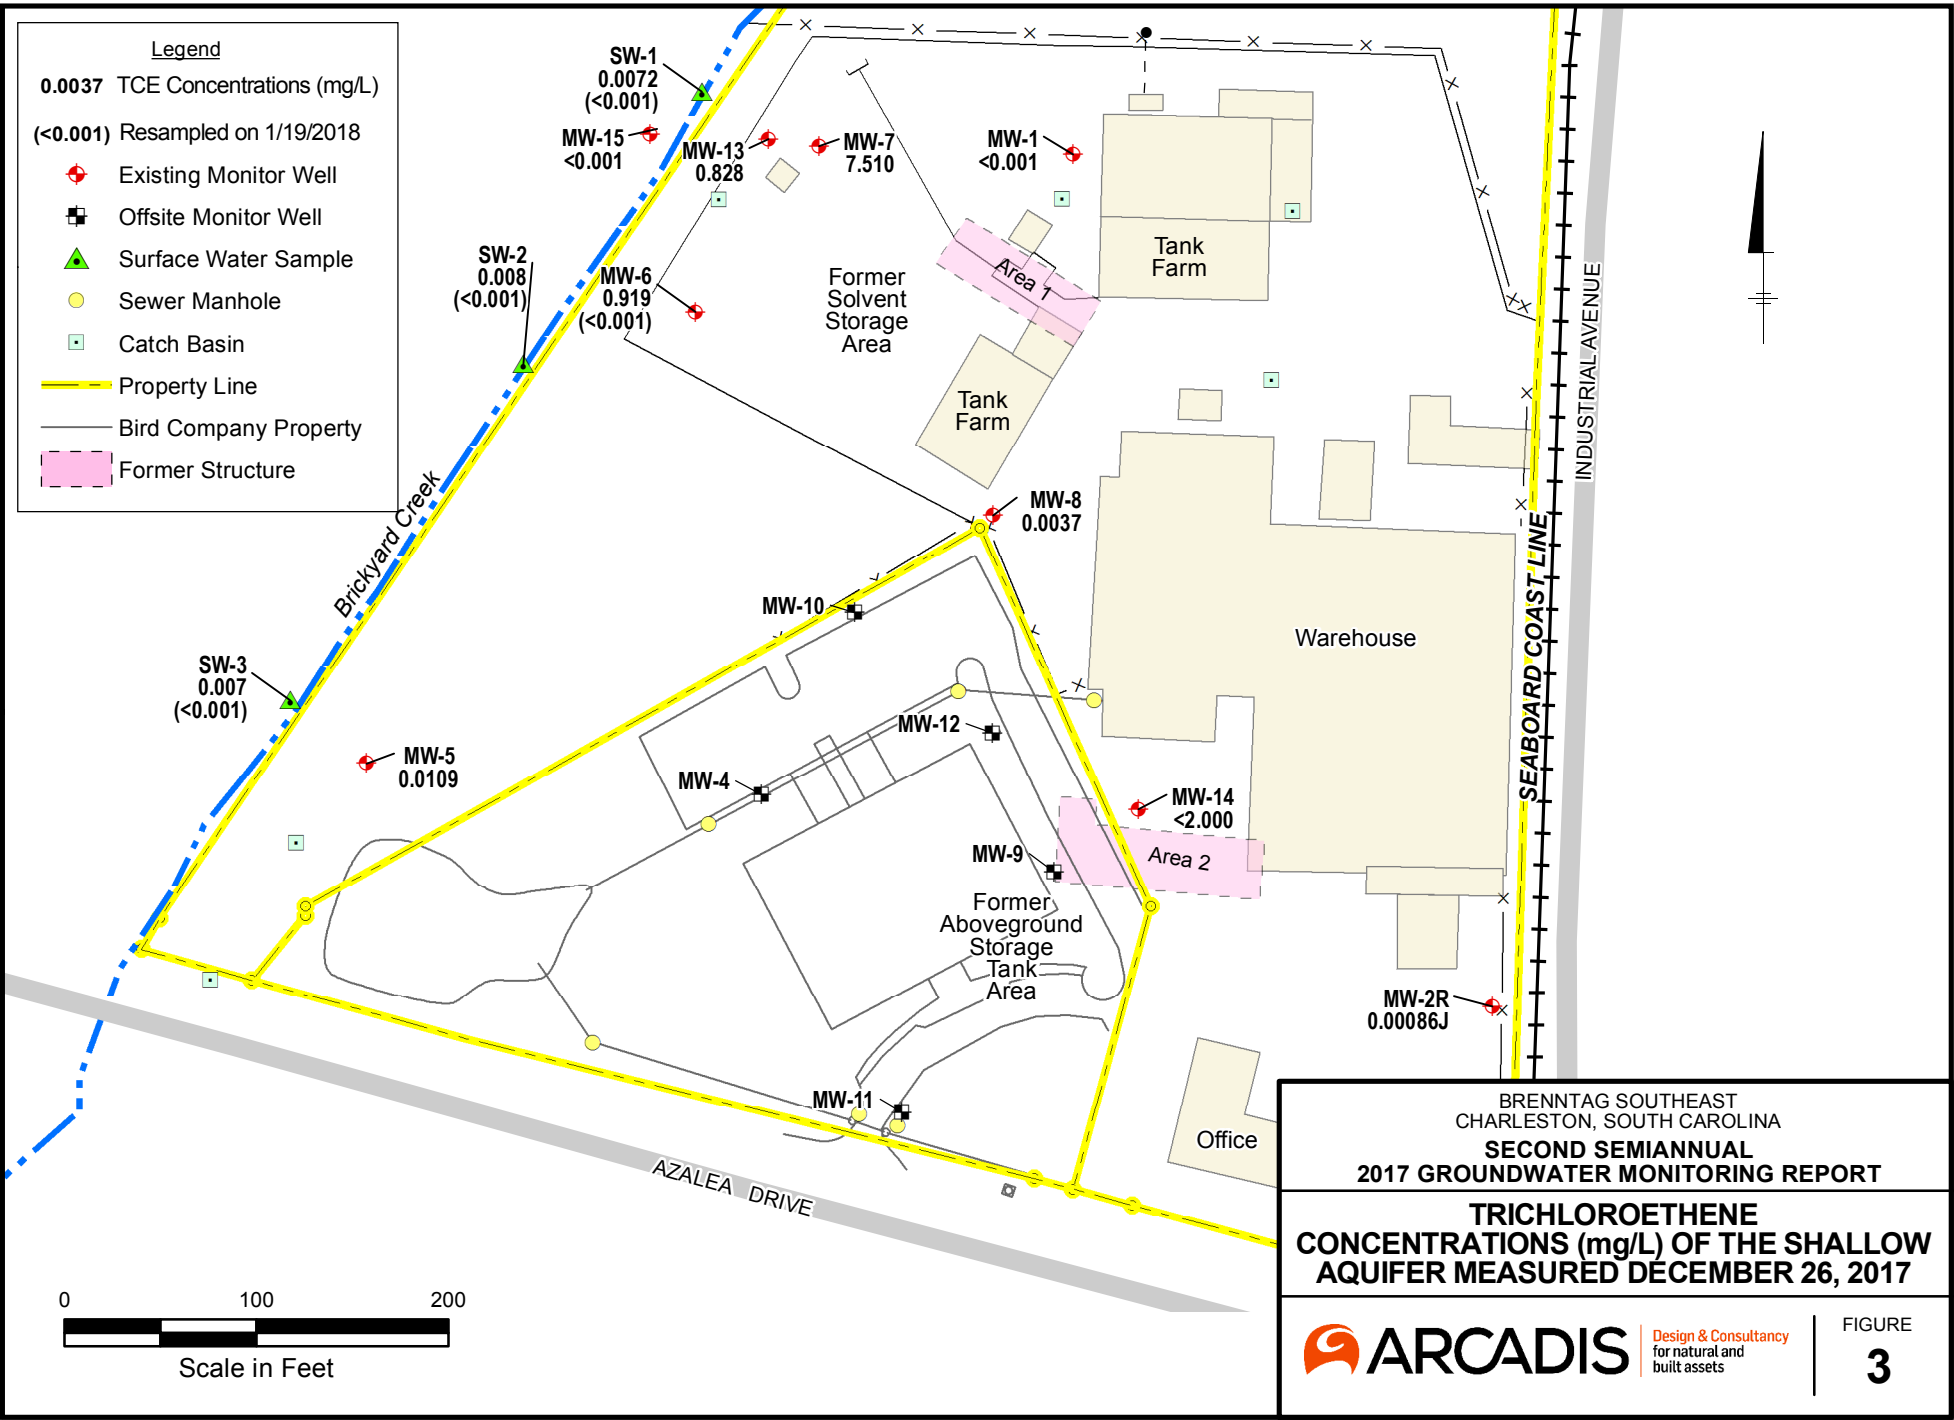 Legend
0.0037 TCE Concentrations (mg/L)
(<0.001) Resampled on 1/19/2018
Existing Monitor Well
Offsite Monitor Well
Surface Water Sample
Sewer Manhole
Catch Basin
Property Line
Bird Company Property
Former Structure
SW-1
0.0072
(<0.001)
MW-15
<0.001
MW-13
0.828
MW-7
7.510
MW-1
<0.001
SW-2
0.008
(<0.001)
MW-6
0.919
(<0.001)
Former
Solvent
Storage
Area
Area 1
Tank
Farm
Tank
Farm
INDUSTRIAL AVENUE
Brickyard Creek
MW-8
0.0037
MW-10
Warehouse
SEABOARD COAST LINE
SW-3
0.007
(<0.001)
MW-5
0.0109
MW-12
MW-4
MW-14
<2.000
MW-9
Area 2
Former
Aboveground
Storage
Tank
Area
MW-2R
0.00086J
MW-11
Office
AZALEA DRIVE
0 100 200
Scale in Feet
BRENNTAG SOUTHEAST
CHARLESTON, SOUTH CAROLINA
SECOND SEMIANNUAL
2017 GROUNDWATER MONITORING REPORT
TRICHLOROETHENE
CONCENTRATIONS (mg/L) OF THE SHALLOW
AQUIFER MEASURED DECEMBER 26, 2017
ARCADIS
Design & Consultancy
for natural and
built assets
FIGURE
3